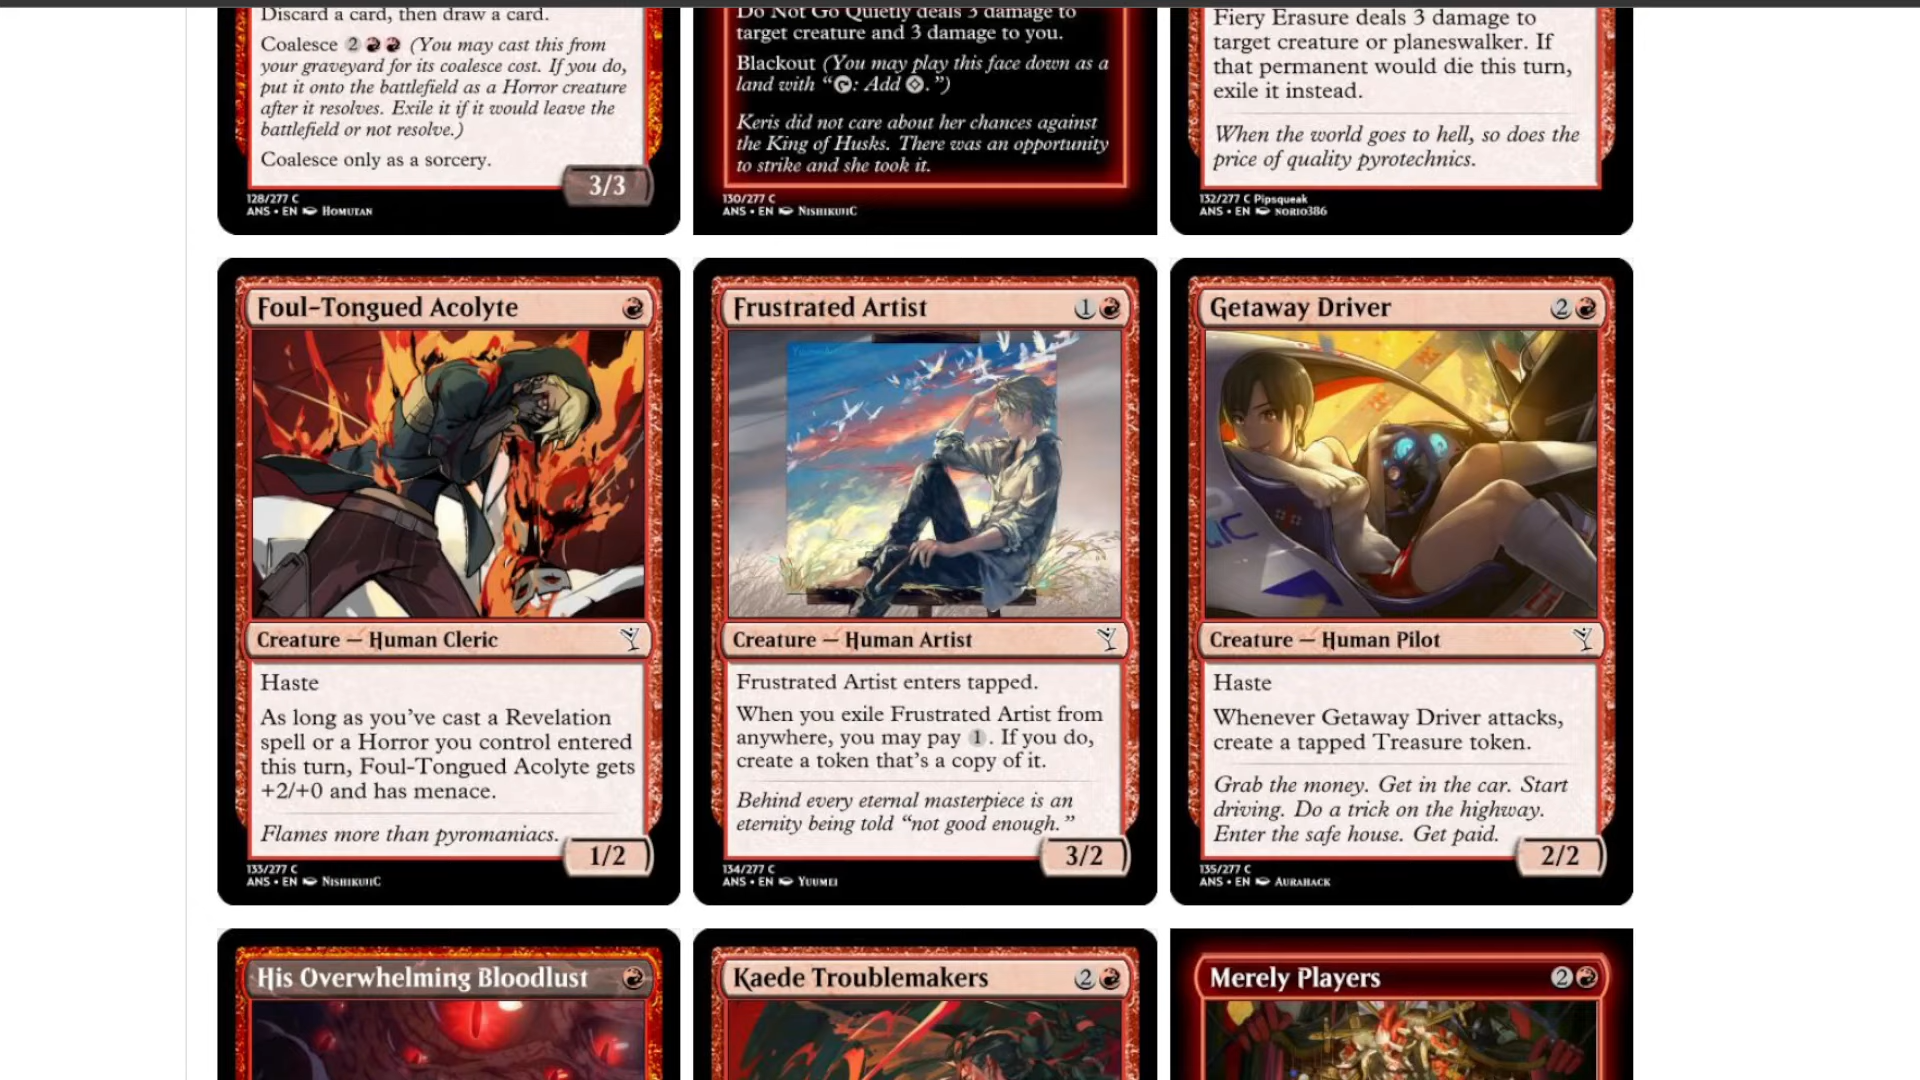 Discard a card, then draw a card.
Coalesce 2 (You may cast this from
your graveyard for its coalesce cost. If you do,
put it onto the battlefield as a Horror creature
after it resolves. Exile it if it would leave the
battlefield or not resolve.)
Coalesce only as a sorcery.
3/3
128/277 C
ANS • EN Homutan
Do Not Go Quietly deals 3 damage to
target creature and 3 damage to you.
Blackout (You may play this face down as a
land with “: Add .”)
Keris did not care about her chances against
the King of Husks. There was an opportunity
to strike and she took it.
130/277 C
ANS • EN NishikujiC
Fiery Erasure deals 3 damage to
target creature or planeswalker. If
that permanent would die this turn,
exile it instead.
When the world goes to hell, so does the
price of quality pyrotechnics.
132/277 C Pipsqueak
ANS • EN norio386
Foul-Tongued Acolyte
Creature — Human Cleric
Haste
As long as you’ve cast a Revelation
spell or a Horror you control entered
this turn, Foul-Tongued Acolyte gets
+2/+0 and has menace.
Flames more than pyromaniacs.
1/2
133/277 C
ANS • EN NishikujiC
Frustrated Artist 1
Creature — Human Artist
Frustrated Artist enters tapped.
When you exile Frustrated Artist from
anywhere, you may pay 1. If you do,
create a token that’s a copy of it.
Behind every eternal masterpiece is an
eternity being told “not good enough.”
3/2
134/277 C
ANS • EN Yuumei
Getaway Driver 2
Creature — Human Pilot
Haste
Whenever Getaway Driver attacks,
create a tapped Treasure token.
Grab the money. Get in the car. Start
driving. Do a trick on the highway.
Enter the safe house. Get paid.
2/2
135/277 C
ANS • EN Aurahack
His Overwhelming Bloodlust
Kaede Troublemakers 2
Merely Players 2